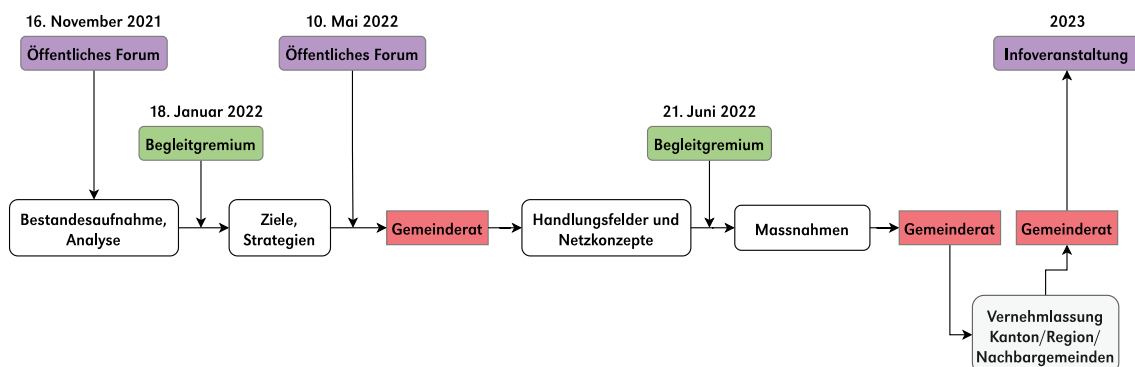 16. November 2021
Öffentliches Forum
10. Mai 2022
Öffentliches Forum
2023
Infoveranstaltung
18. Januar 2022
Begleitgremium
21. Juni 2022
Begleitgremium
Bestandesaufnahme,
Analyse
Ziele,
Strategien
Gemeinderat
Handlungsfelder und
Netzkonzepte
Massnahmen
Gemeinderat
Gemeinderat
Vernehmlassung
Kanton/Region/
Nachbargemeinden